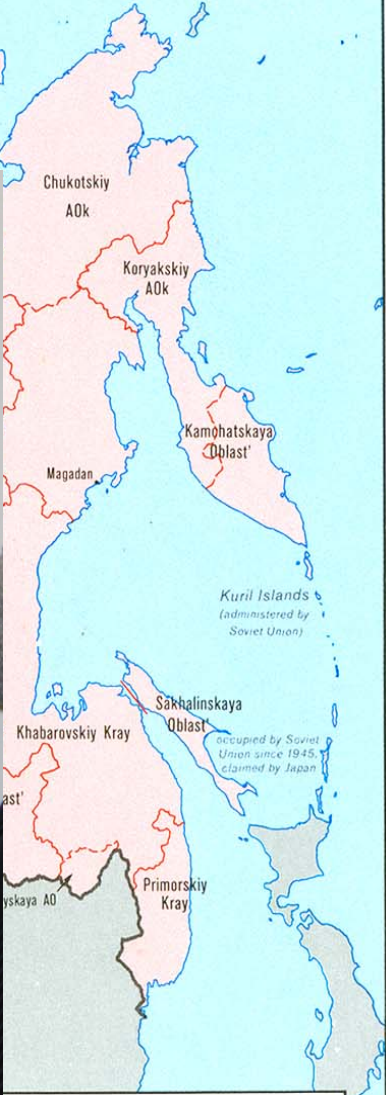 Chukotskiy
AOk
Koryakskiy
AOk
Kamchatskaya
Oblast'
Magadan
Kuril Islands
(administered by
Soviet Union)
Sakhalinskaya
Oblast'
Khabarovskiy Kray
occupied by Soviet
Union since 1945,
claimed by Japan
ast'
Primorskiy
Kray
yskaya AO